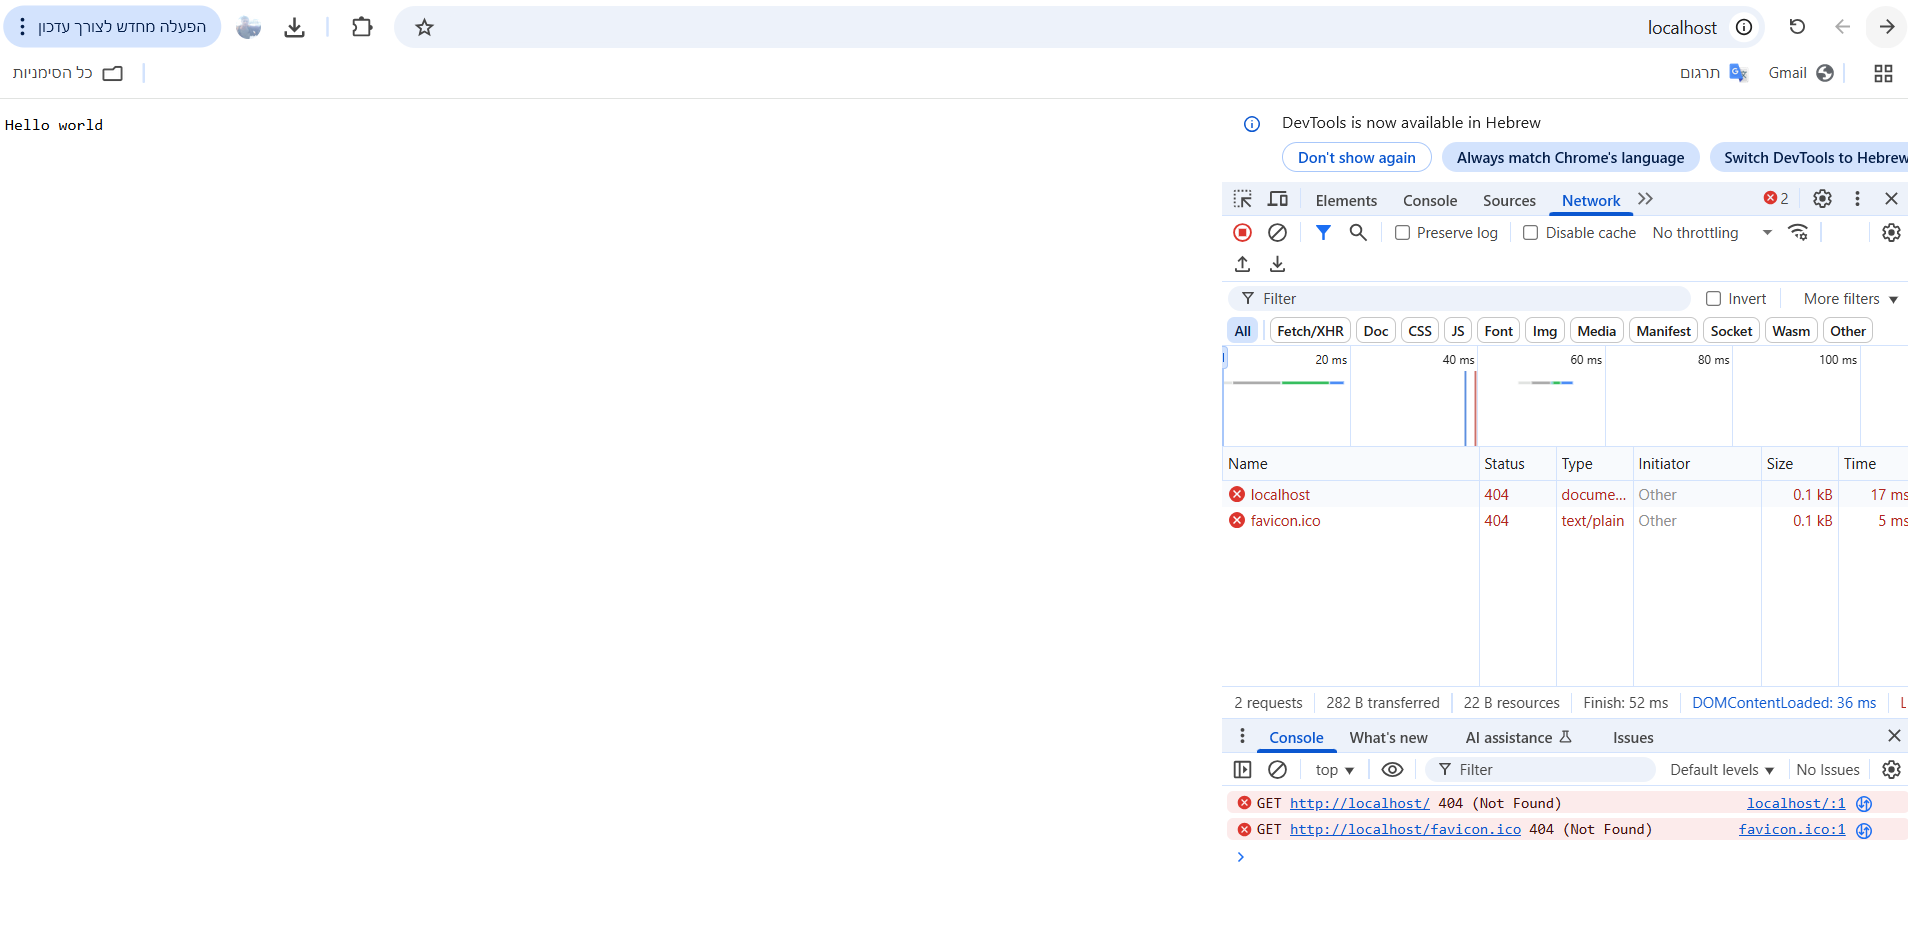 הפעלה מחדש לצורך עדכון
localhost
כל הסימניות
תרגום
Gmail
Hello world
DevTools is now available in Hebrew
Don't show again
Always match Chrome's language
Switch DevTools to Hebrew
Elements Console Sources Network 2
Preserve log Disable cache No throttling
Filter Invert More filters
All Fetch/XHR Doc CSS JS Font Img Media Manifest Socket Wasm Other
20 ms 40 ms 60 ms 80 ms 100 ms
Name Status Type Initiator Size Time
localhost 404 docume... Other 0.1 kB 17 ms
favicon.ico 404 text/plain Other 0.1 kB 5 ms
2 requests 282 B transferred 22 B resources Finish: 52 ms DOMContentLoaded: 36 ms L
Console What's new AI assistance Issues
top Filter Default levels No Issues
GET http://localhost/ 404 (Not Found) localhost/:1
GET http://localhost/favicon.ico 404 (Not Found) favicon.ico:1